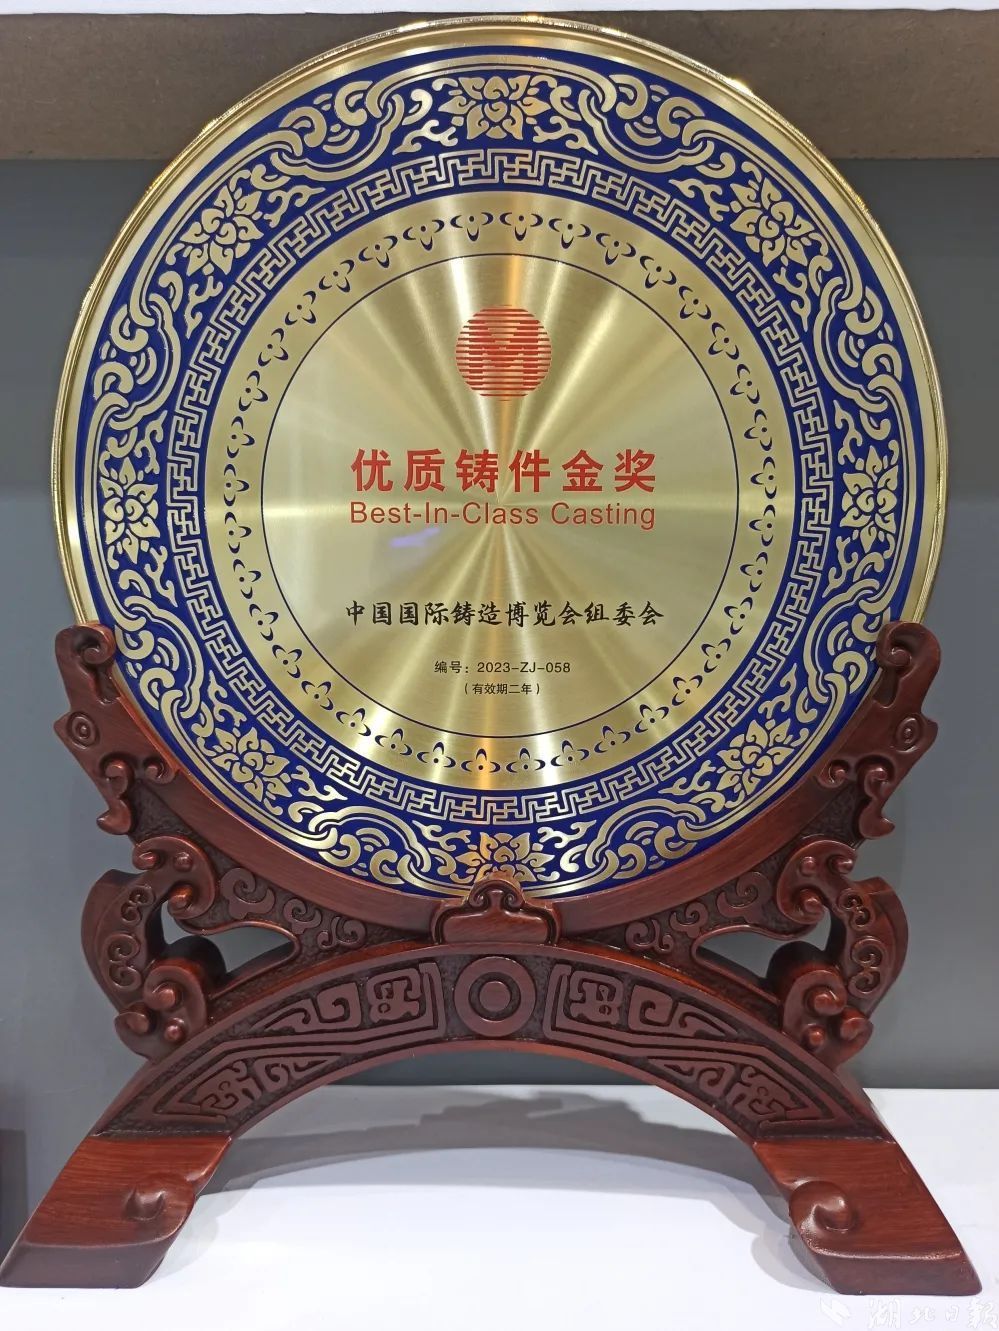 优质铸件金奖
Best-In-Class Casting
中国国际铸造博览会组委会
编号：2023-ZJ-058
（有效期二年）
湖北日报